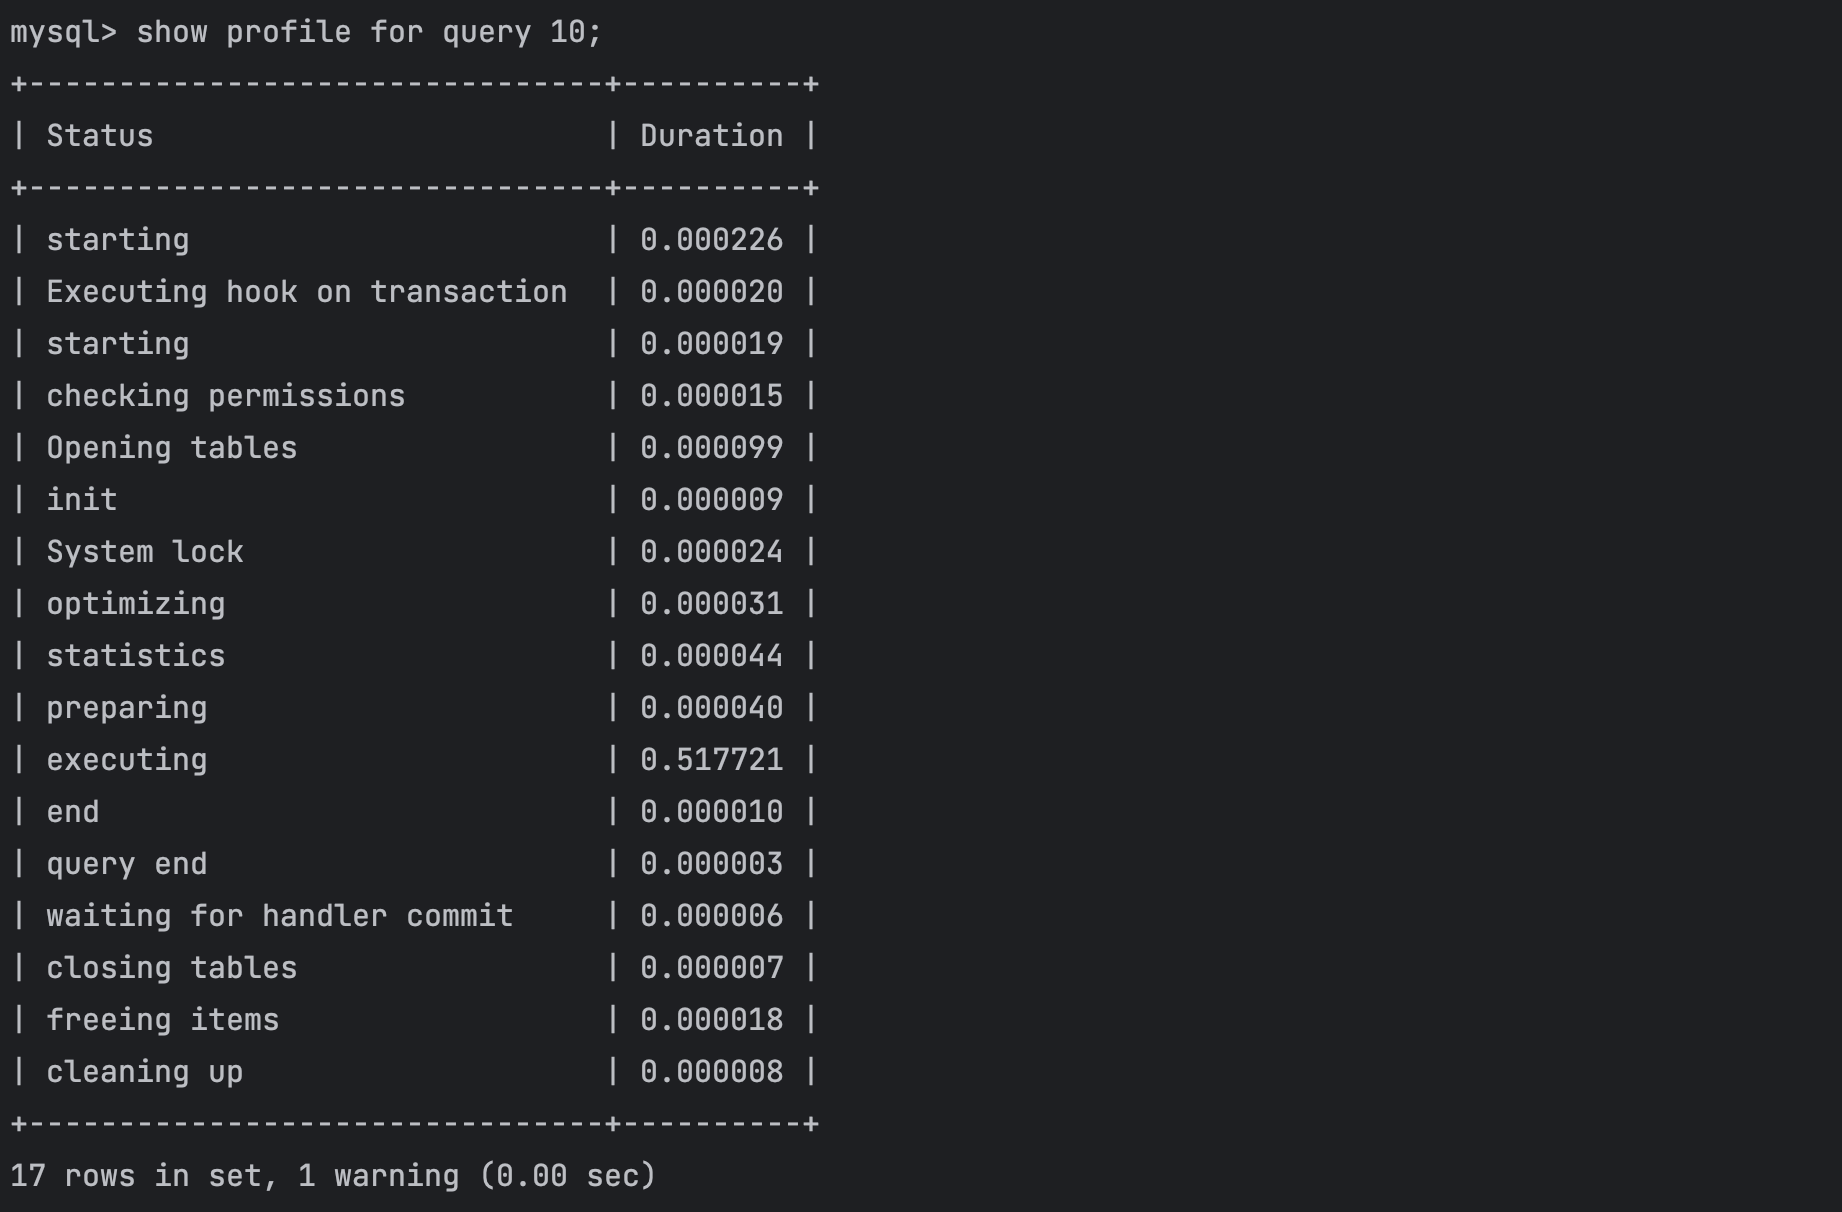 mysql> show profile for query 10;
+--------------------------------+----------+
| Status                         | Duration |
+--------------------------------+----------+
| starting                       | 0.000226 |
| Executing hook on transaction  | 0.000020 |
| starting                       | 0.000019 |
| checking permissions           | 0.000015 |
| Opening tables                 | 0.000099 |
| init                           | 0.000009 |
| System lock                    | 0.000024 |
| optimizing                     | 0.000031 |
| statistics                     | 0.000044 |
| preparing                      | 0.000040 |
| executing                      | 0.517721 |
| end                            | 0.000010 |
| query end                      | 0.000003 |
| waiting for handler commit     | 0.000006 |
| closing tables                 | 0.000007 |
| freeing items                  | 0.000018 |
| cleaning up                    | 0.000008 |
+--------------------------------+----------+
17 rows in set, 1 warning (0.00 sec)